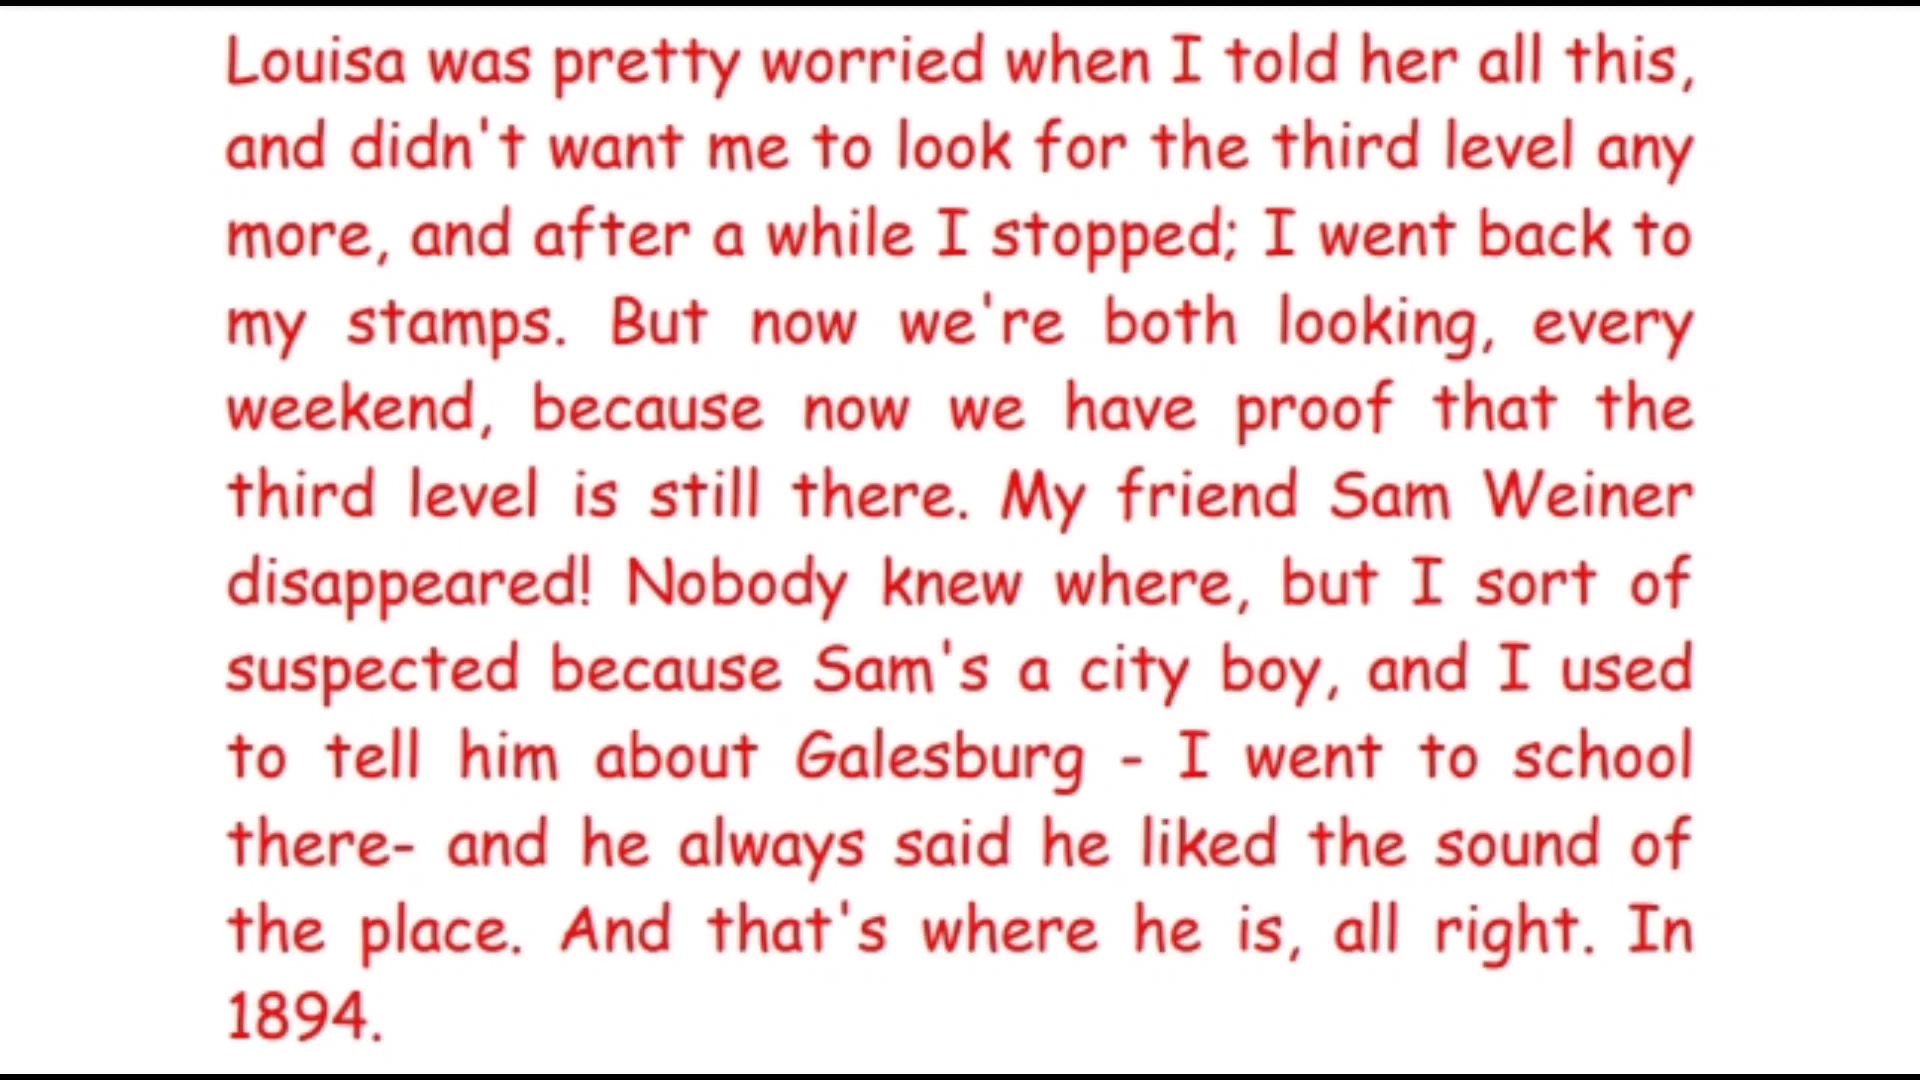 Louisa was pretty worried when I told her all this,
and didn't want me to look for the third level any
more, and after a while I stopped; I went back to
my stamps. But now we're both looking, every
weekend, because now we have proof that the
third level is still there. My friend Sam Weiner
disappeared! Nobody knew where, but I sort of
suspected because Sam's a city boy, and I used
to tell him about Galesburg - I went to school
there- and he always said he liked the sound of
the place. And that's where he is, all right. In
1894.